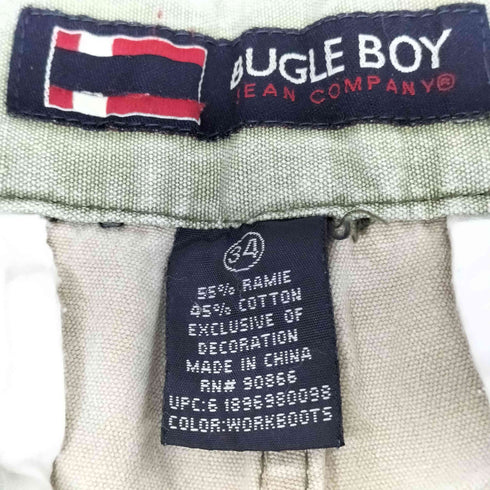 BUGLE BOY
JEAN COMPANY®
34
55% RAMIE
45% COTTON
EXCLUSIVE OF
DECORATION
MADE IN CHINA
RN# 90866
UPC:6 1896980098
COLOR:WORKBOOTS